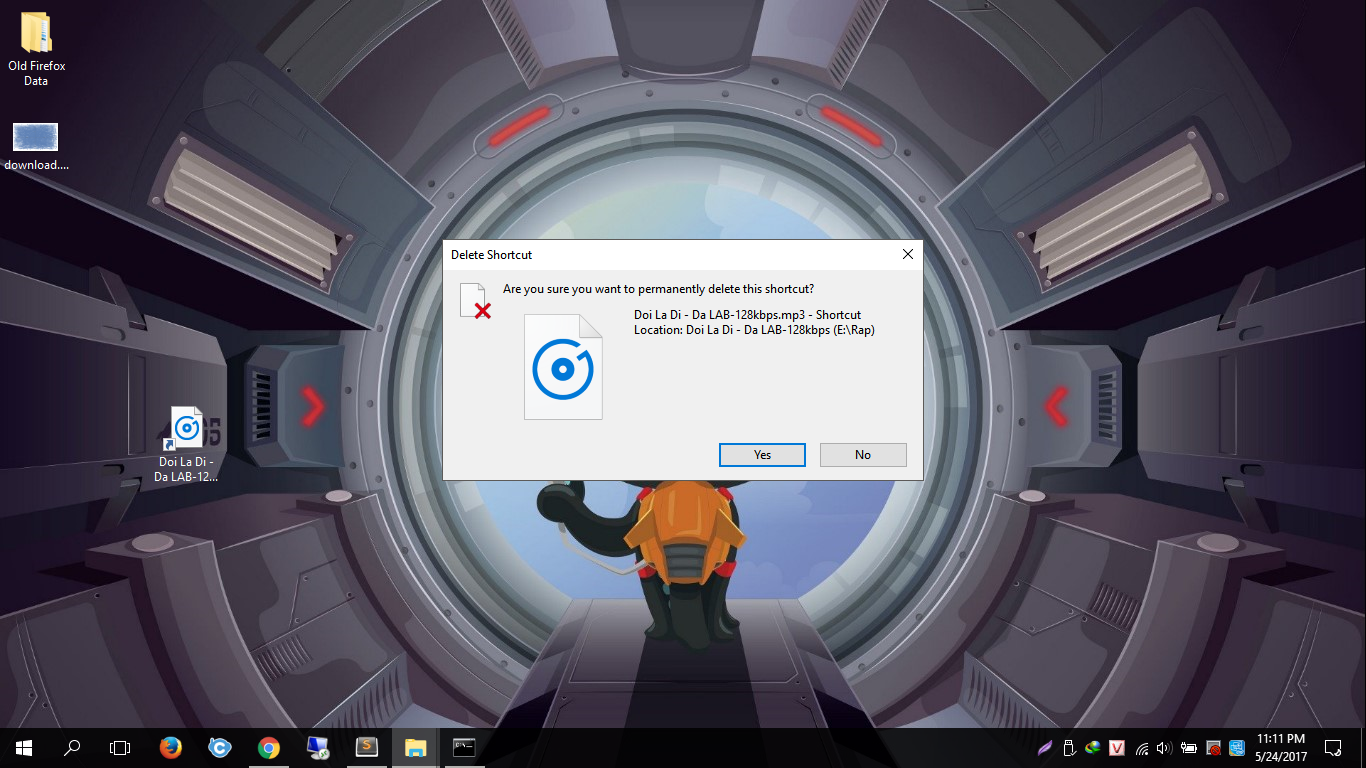 Old Firefox
Data
download....
Delete Shortcut
Are you sure you want to permanently delete this shortcut?
Doi La Di - Da LAB-128kbps.mp3 - Shortcut
Location: Doi La Di - Da LAB-128kbps (E:\Rap)
Yes
No
05
Doi La Di -
Da LAB-12...
11:11 PM
5/24/2017